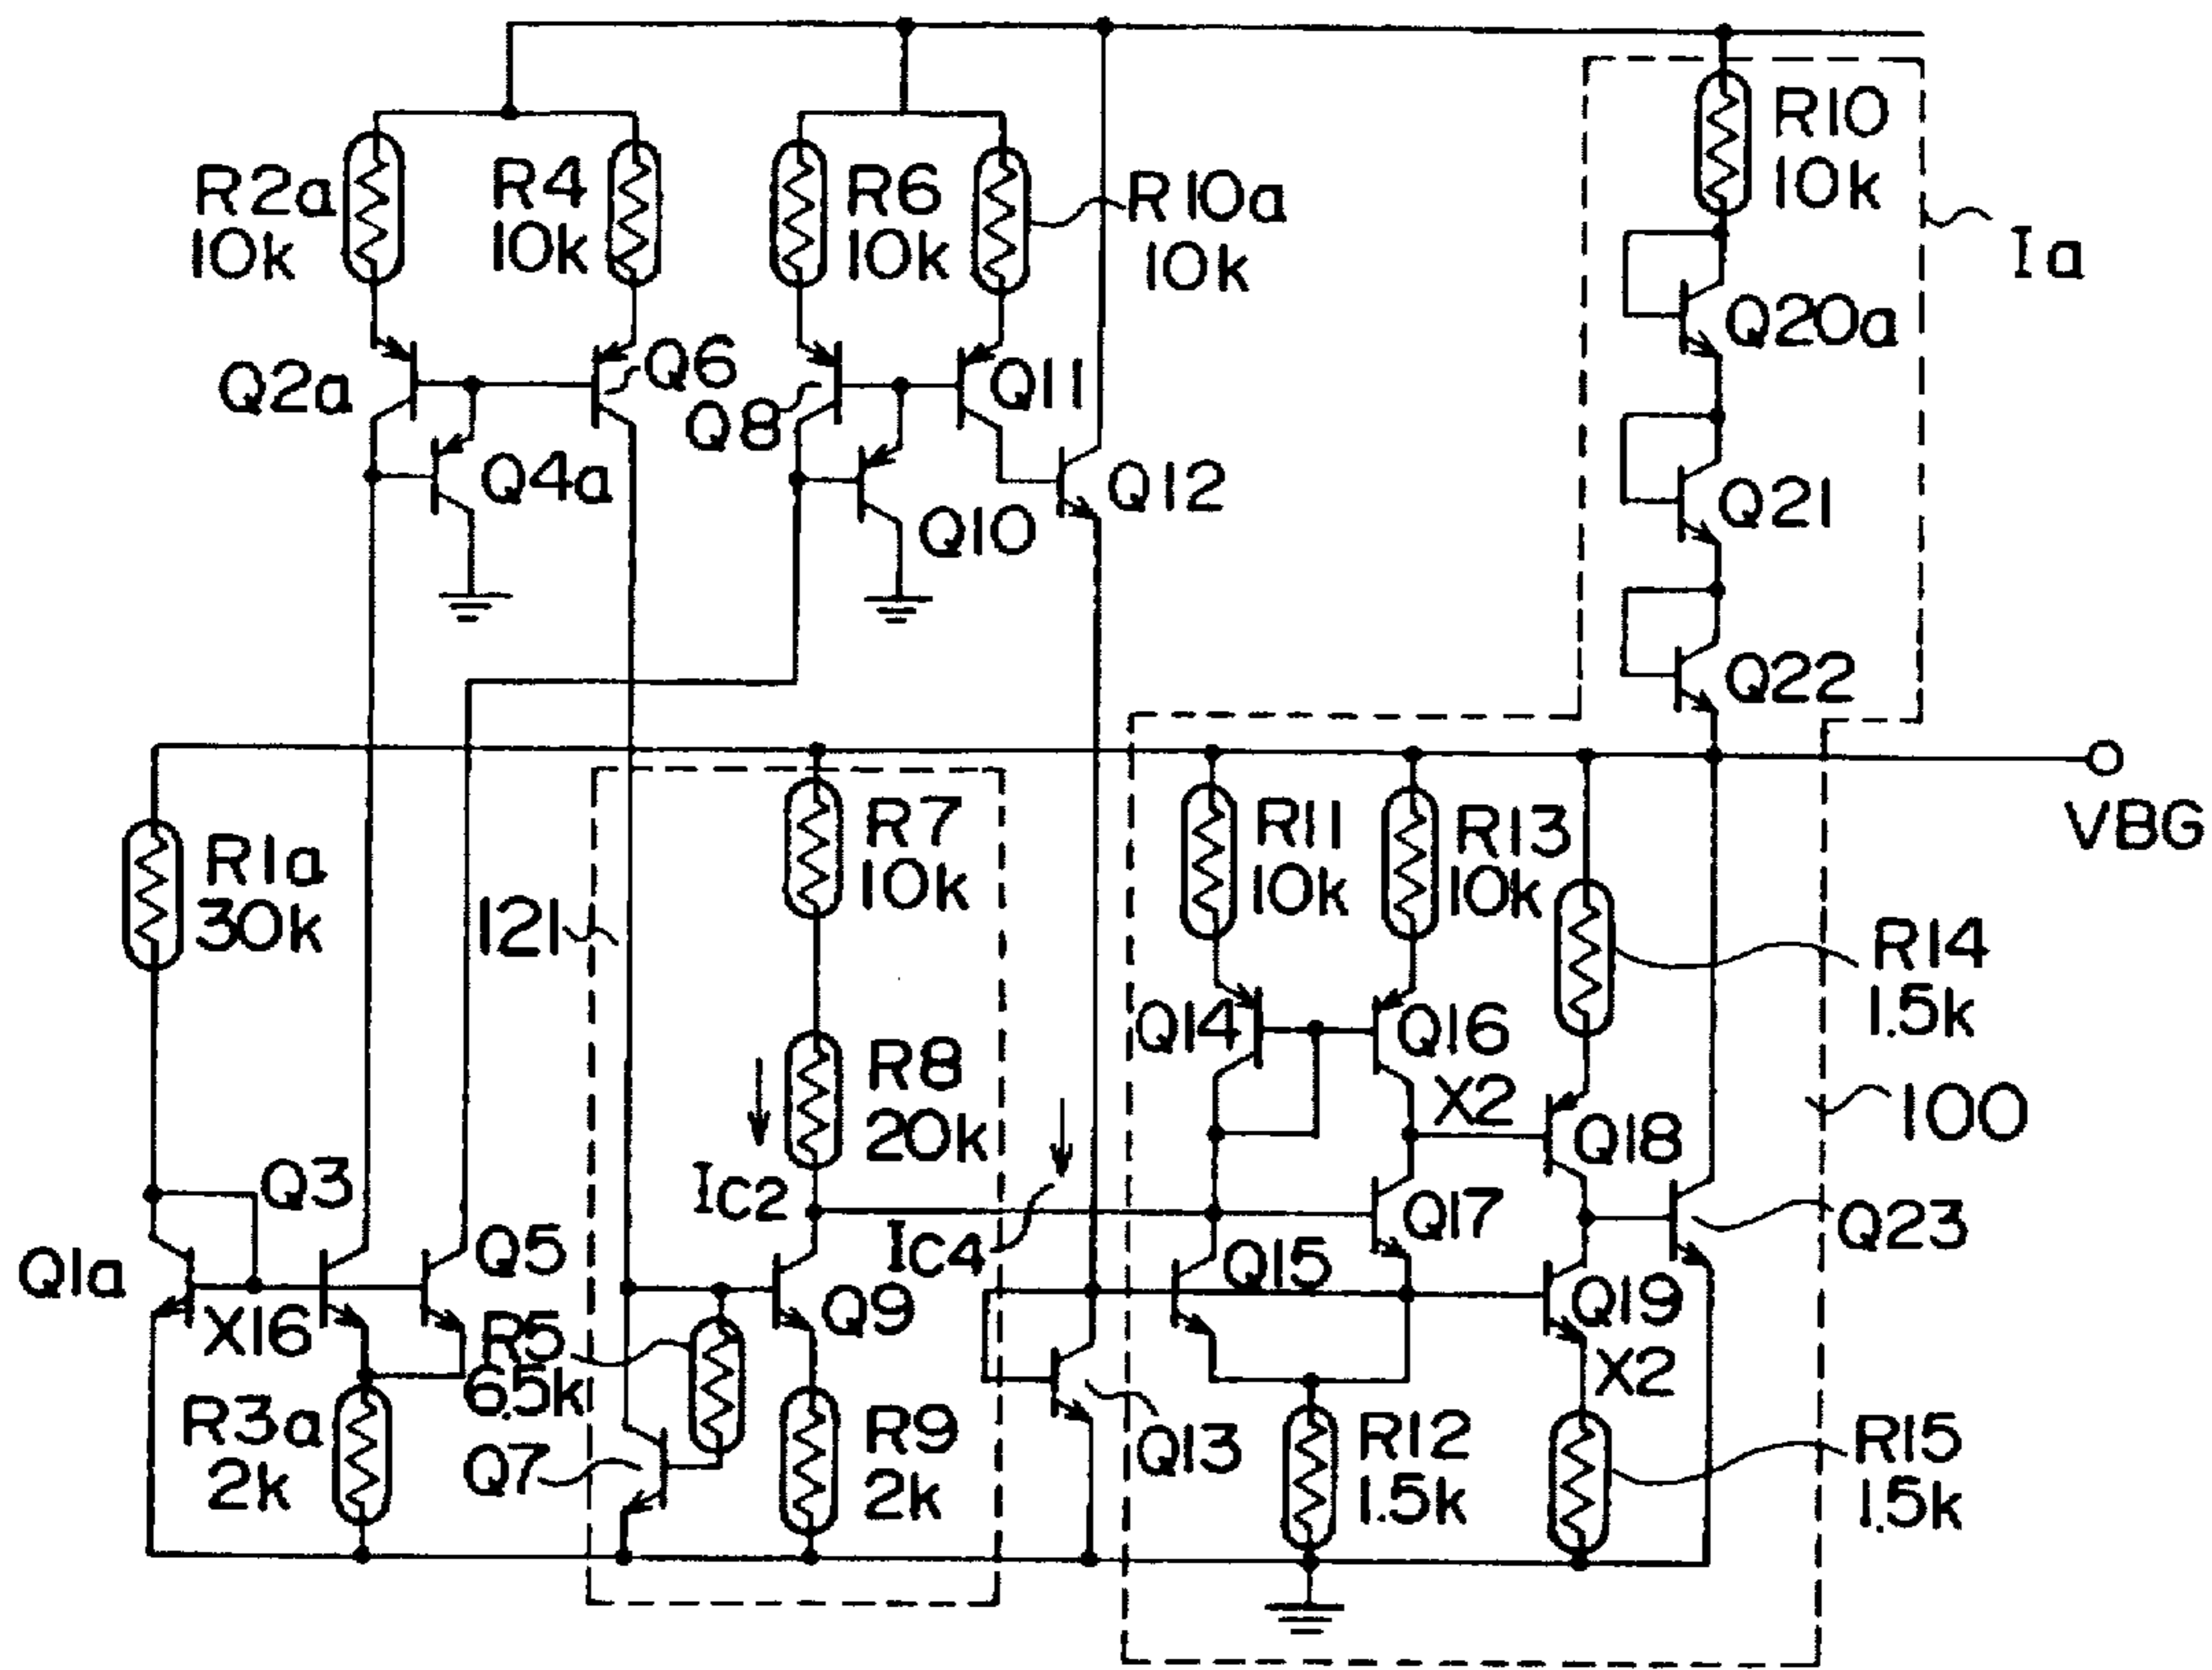 R2a
10k
R4
10k
R6
10k
R10a
10k
R10
10k
Ia
Q2a
Q6
Q8
Q11
Q20a
Q4a
Q10
Q12
Q21
Q22
VBG
R1a
30k
121
R7
10k
R11
10k
R13
10k
R14
1.5k
Q14
Q16
X2
R8
20k
100
Q18
Q3
IC2
Q17
Q23
IC4
Q5
Q1a
X16
Q15
Q9
Q19
X2
R5
6.5k
R3a
2k
Q7
R9
2k
Q13
R12
1.5k
R15
1.5k